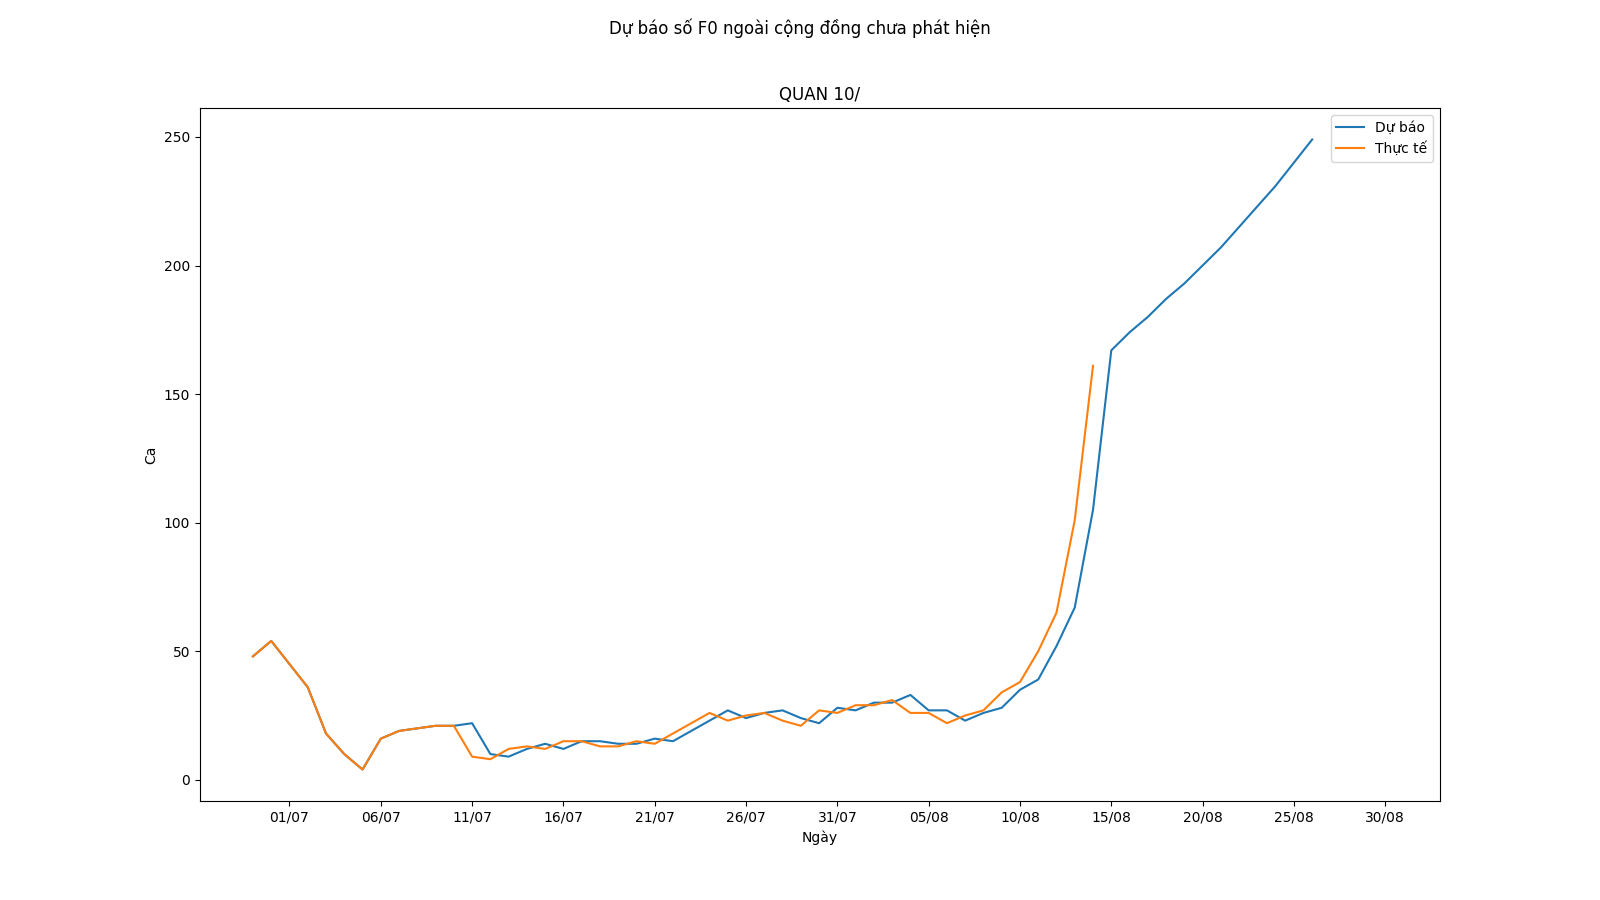 Dự báo số F0 ngoài cộng đồng chưa phát hiện
QUAN 10/
Dự báo
Thực tế
250
200
150
100
50
0
Ca
01/07 06/07 11/07 16/07 21/07 26/07 31/07 05/08 10/08 15/08 20/08 25/08 30/08
Ngày